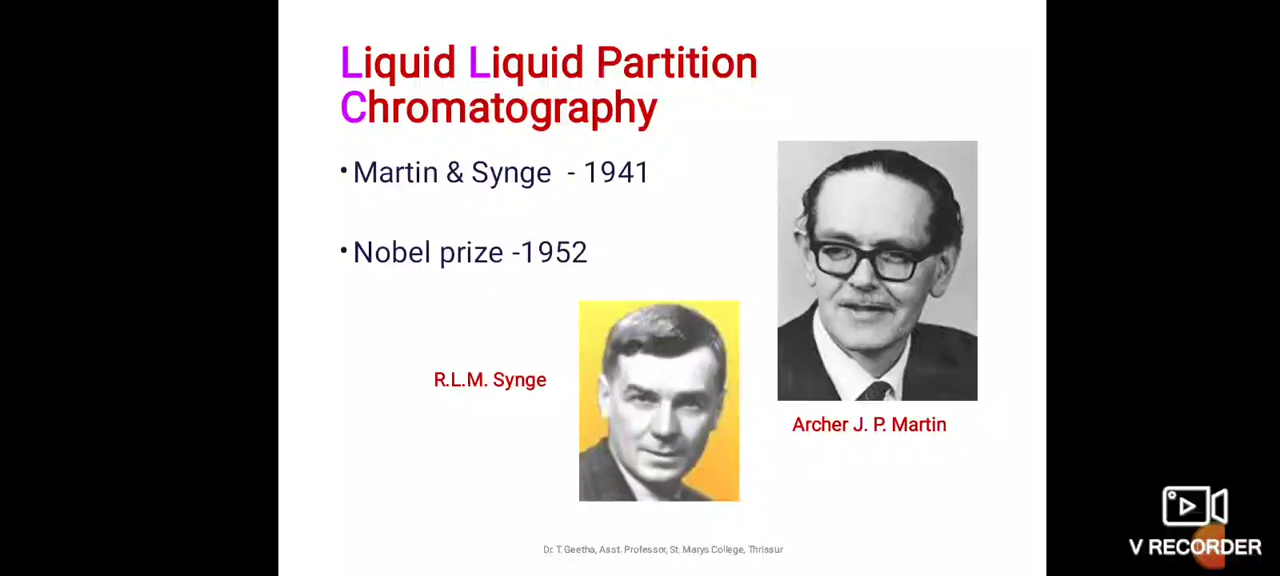 Liquid Liquid Partition
Chromatography
• Martin & Synge - 1941
• Nobel prize -1952
R.L.M. Synge
Archer J. P. Martin
Dr. T. Geetha, Asst. Professor, St. Marys College, Thrissur
V RECORDER